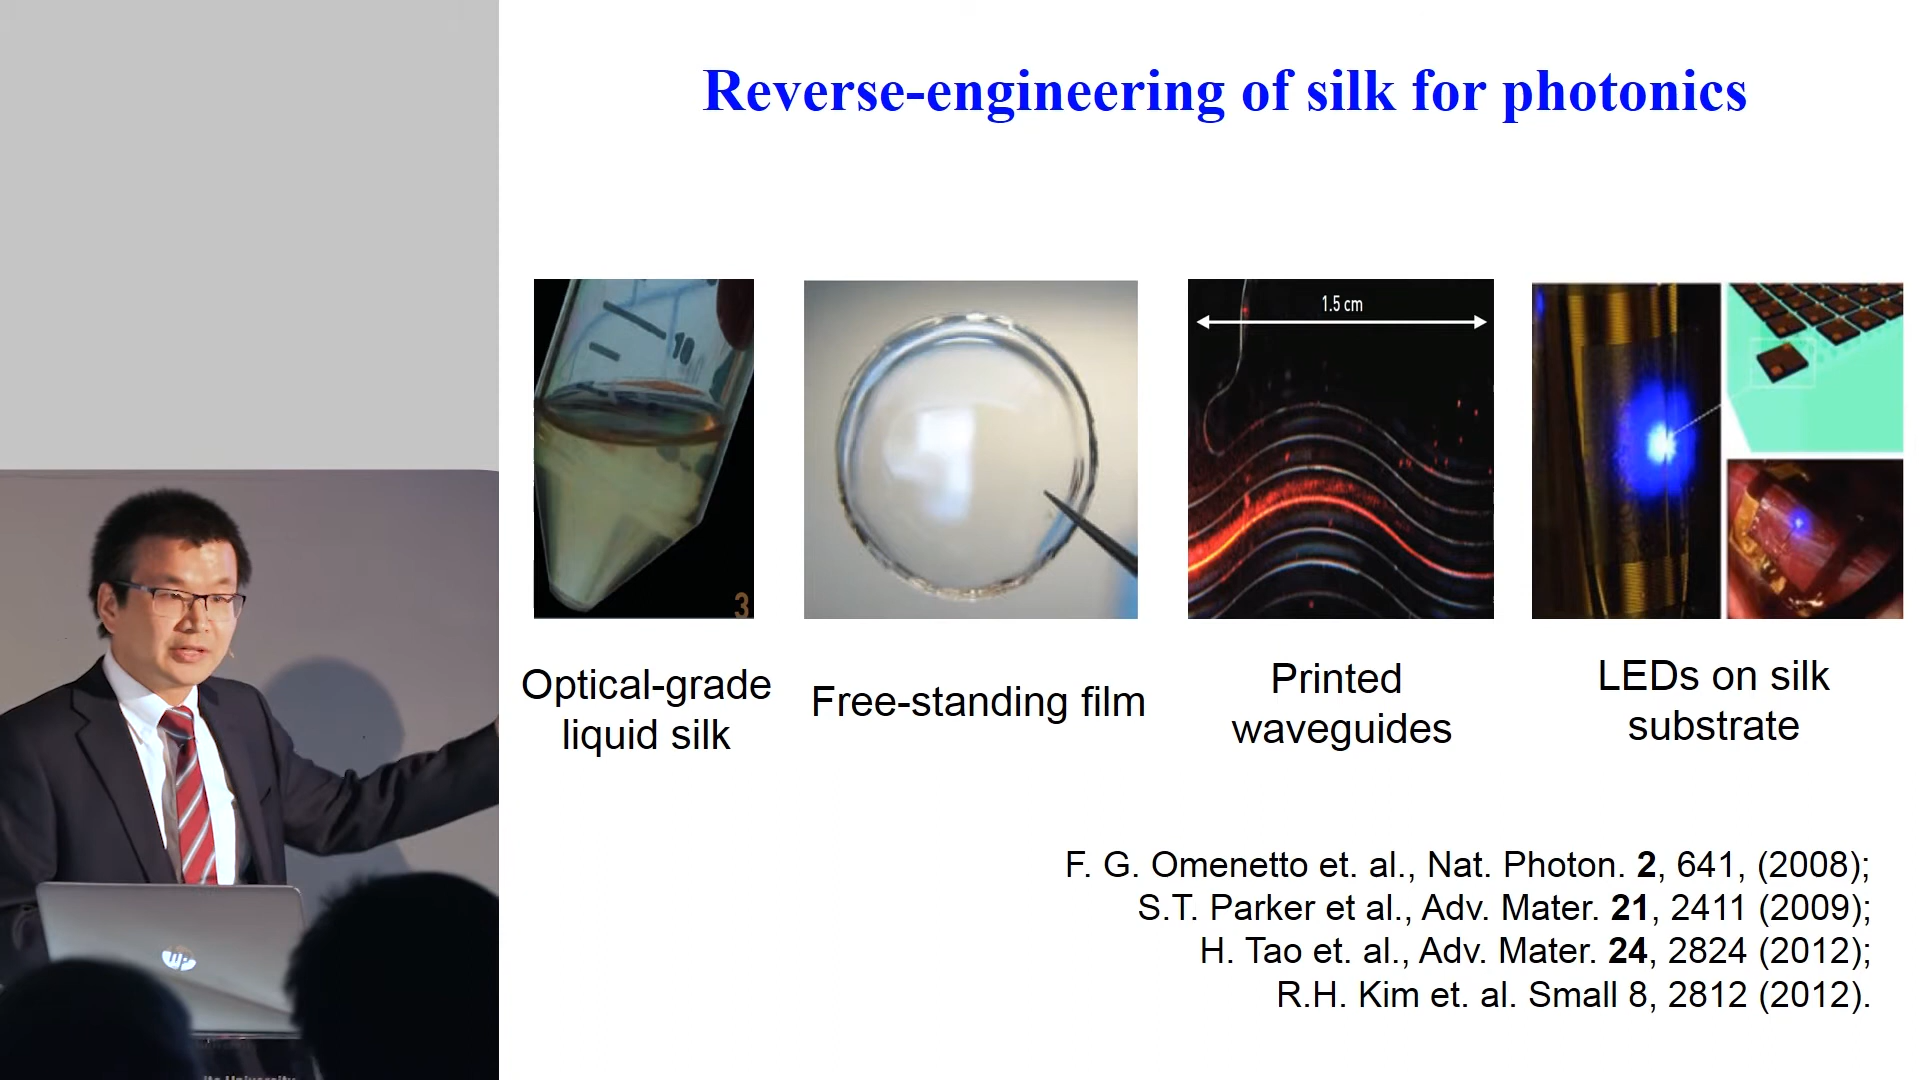 Reverse-engineering of silk for photonics
10
3
1.5 cm
Optical-grade
liquid silk
Free-standing film
Printed
waveguides
LEDs on silk
substrate
F. G. Omenetto et. al., Nat. Photon. 2, 641, (2008);
S.T. Parker et al., Adv. Mater. 21, 2411 (2009);
H. Tao et. al., Adv. Mater. 24, 2824 (2012);
R.H. Kim et. al. Small 8, 2812 (2012).
hp
University